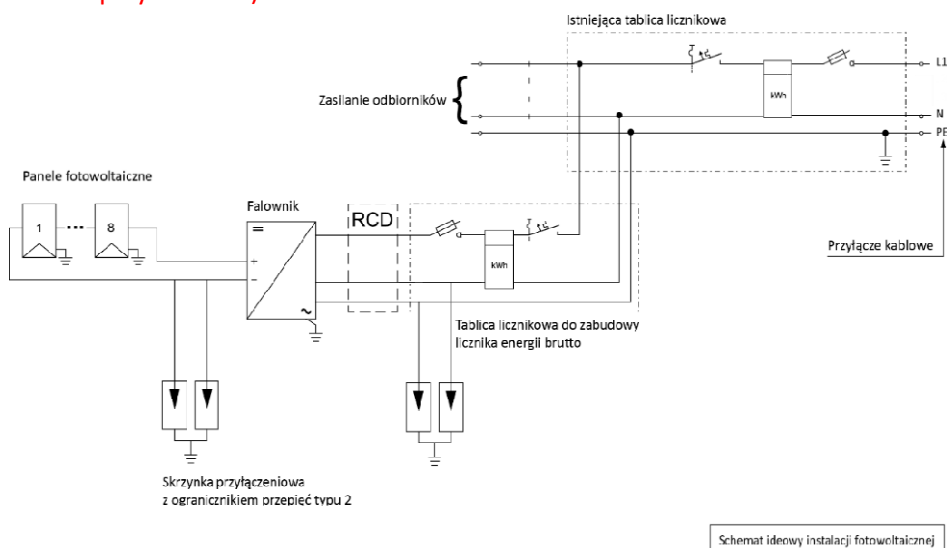 Istniejąca tablica licznikowa
L1
kWh
Zasilanie odbiorników
N
PE
Panele fotowoltaiczne
Falownik
RCD
1
8
kWh
Przyłącze kablowe
Tablica licznikowa do zabudowy
licznika energii brutto
Skrzynka przyłączeniowa
z ogranicznikiem przepięć typu 2
Schemat ideowy instalacji fotowoltaicznej